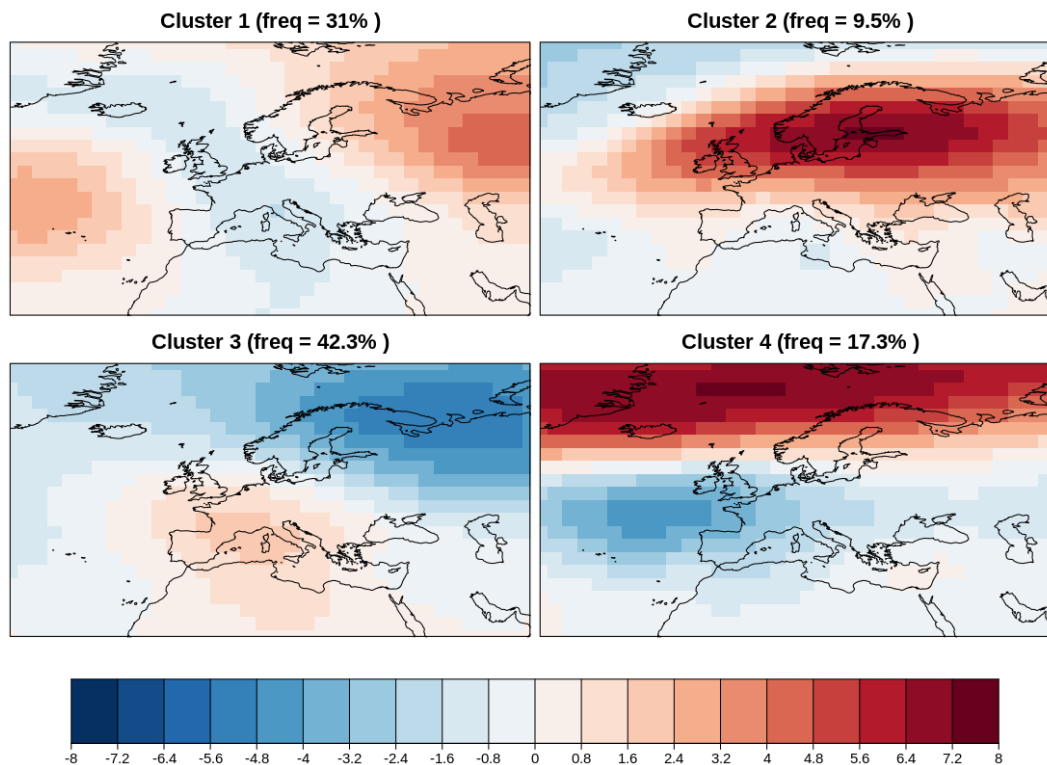 Cluster 1 (freq = 31% )
Cluster 2 (freq = 9.5% )
Cluster 3 (freq = 42.3% )
Cluster 4 (freq = 17.3% )
-8 -7.2 -6.4 -5.6 -4.8 -4 -3.2 -2.4 -1.6 -0.8 0 0.8 1.6 2.4 3.2 4 4.8 5.6 6.4 7.2 8